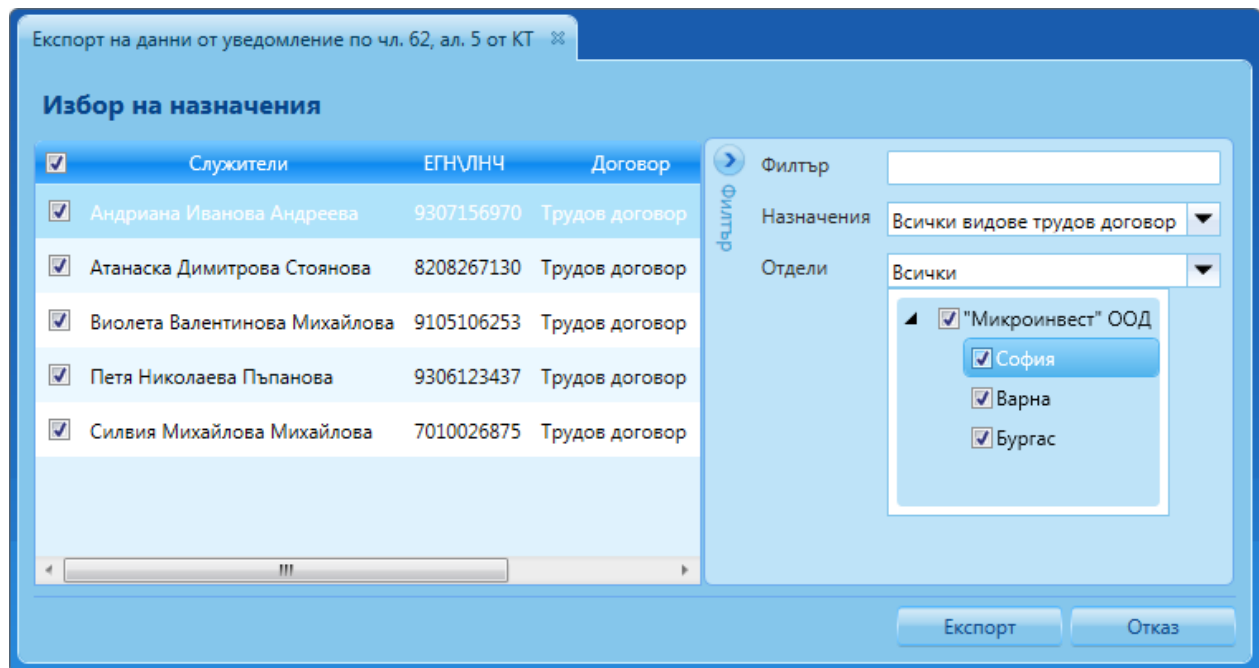 Експорт на данни от уведомление по чл. 62, ал. 5 от КТ
Избор на назначения
Служители ЕГН\ЛНЧ Договор
Андриана Иванова Андреева 9307156970 Трудов договор
Атанаска Димитрова Стоянова 8208267130 Трудов договор
Виолета Валентинова Михайлова 9105106253 Трудов договор
Петя Николаева Пъпанова 9306123437 Трудов договор
Силвия Михайлова Михайлова 7010026875 Трудов договор
Филтър
Филтър
Назначения Всички видове трудов договор
Отдели Всички
"Микроинвест" ООД
София
Варна
Бургас
Експорт Отказ